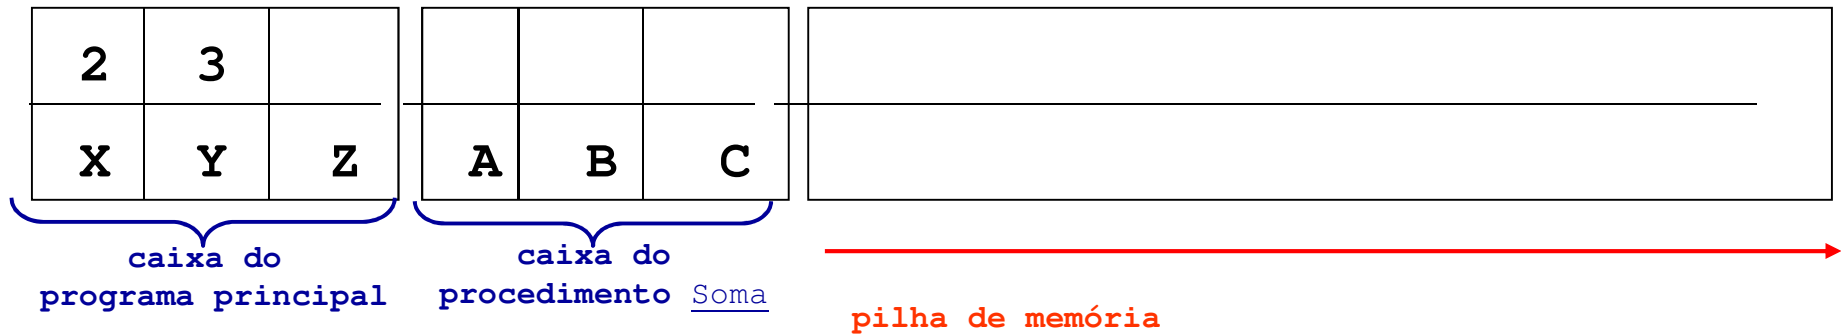 2 3
X Y Z A B C
caixa do
programa principal
caixa do
procedimento Soma
pilha de memória